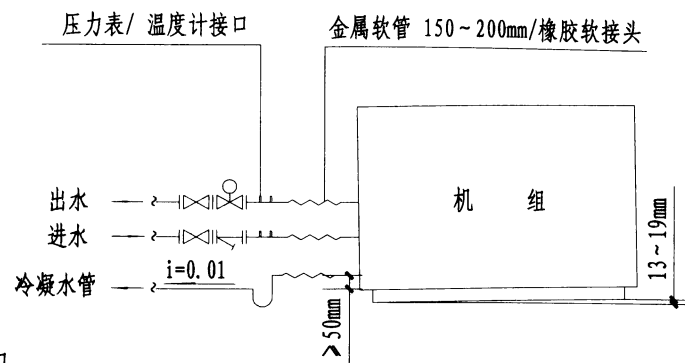 压力表/ 温度计接口
金属软管 150~200mm/橡胶软接头
出水
机 组
进水
冷凝水管
i=0.01
≥50mm
13~19mm